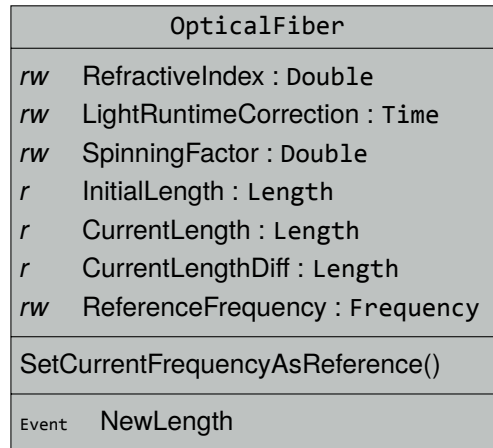 OpticalFiber
rw RefractiveIndex : Double
rw LightRuntimeCorrection : Time
rw SpinningFactor : Double
r InitialLength : Length
r CurrentLength : Length
r CurrentLengthDiff : Length
rw ReferenceFrequency : Frequency
SetCurrentFrequencyAsReference()
Event NewLength